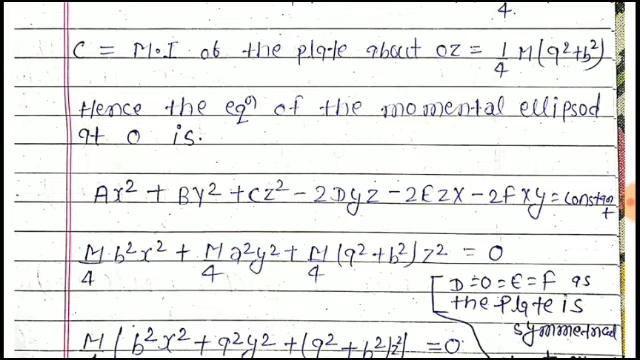 4.
C = M.I of the plate about OZ = 1/4 M(a²+b²)
Hence the eqn of the momental ellipsod
at O is.
Ax² + By² + Cz² - 2Dyz - 2Ezx - 2Fxy = constant
M/4 b²x² + M/4 a²y² + M/4 (a²+b²) z² = 0
[D=0=E=F as
the plate is
symmetrical
M/4 [b²x² + a²y² + (a²+b²)z²] = 0